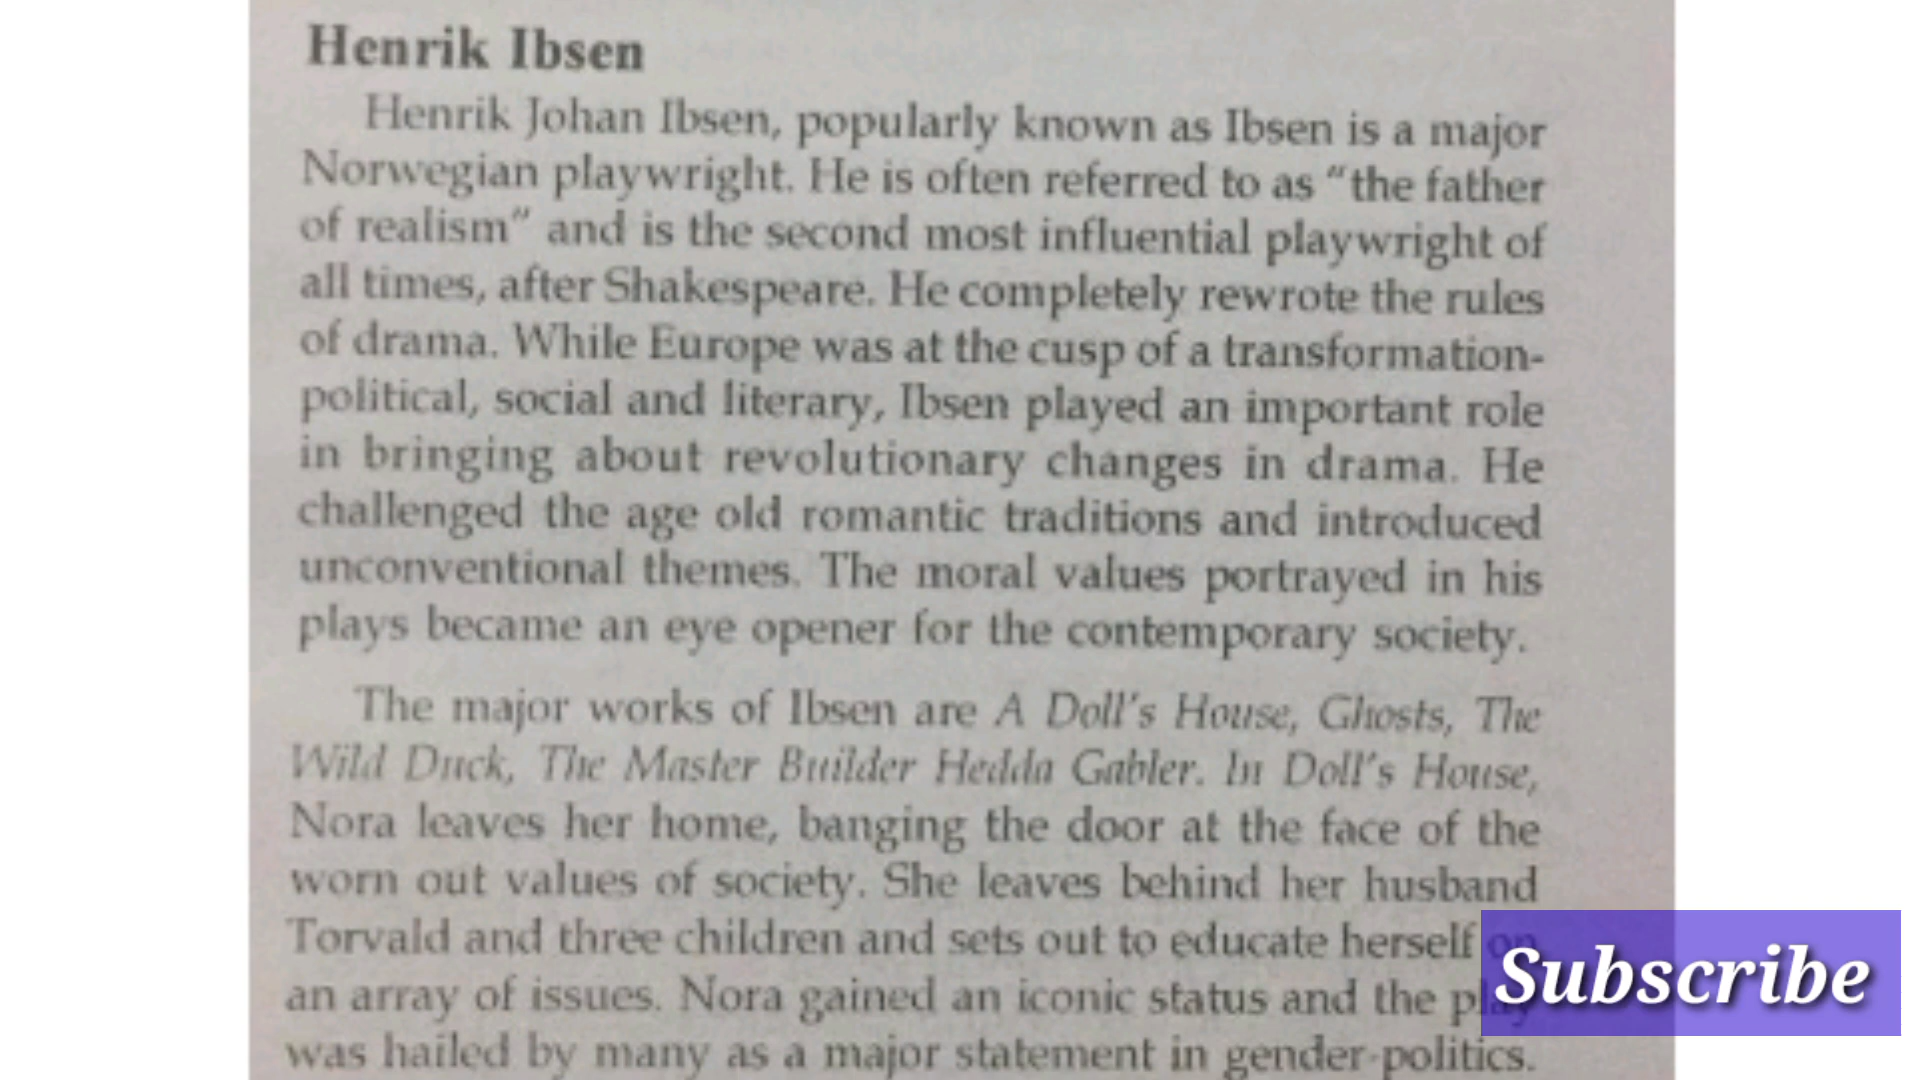 Henrik Ibsen
Henrik Johan Ibsen, popularly known as Ibsen is a major
Norwegian playwright. He is often referred to as "the father
of realism" and is the second most influential playwright of
all times, after Shakespeare. He completely rewrote the rules
of drama. While Europe was at the cusp of a transformation-
political, social and literary, Ibsen played an important role
in bringing about revolutionary changes in drama. He
challenged the age old romantic traditions and introduced
unconventional themes. The moral values portrayed in his
plays became an eye opener for the contemporary society.
The major works of Ibsen are A Doll's House, Ghosts, The
Wild Duck, The Master Builder Hedda Gabler. In Doll's House,
Nora leaves her home, banging the door at the face of the
worn out values of society. She leaves behind her husband
Torvald and three children and sets out to educate herself on
an array of issues. Nora gained an iconic status and the play
was hailed by many as a major statement in gender-politics.
Subscribe